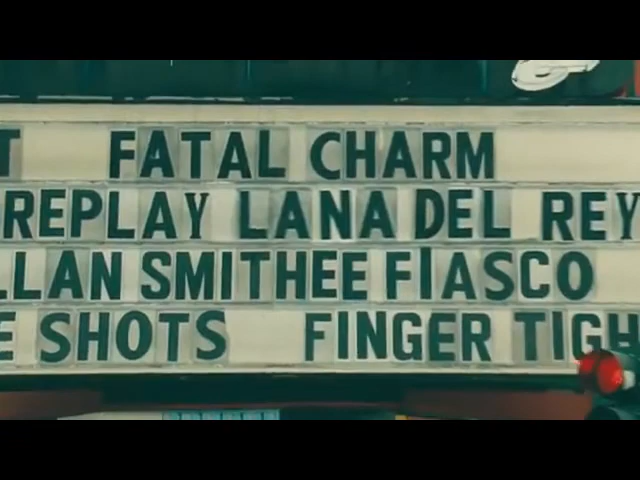 T FATAL CHARM
REPLAY LANA DEL REY
LLAN SMITHEE FIASCO
E SHOTS FINGER TIGH